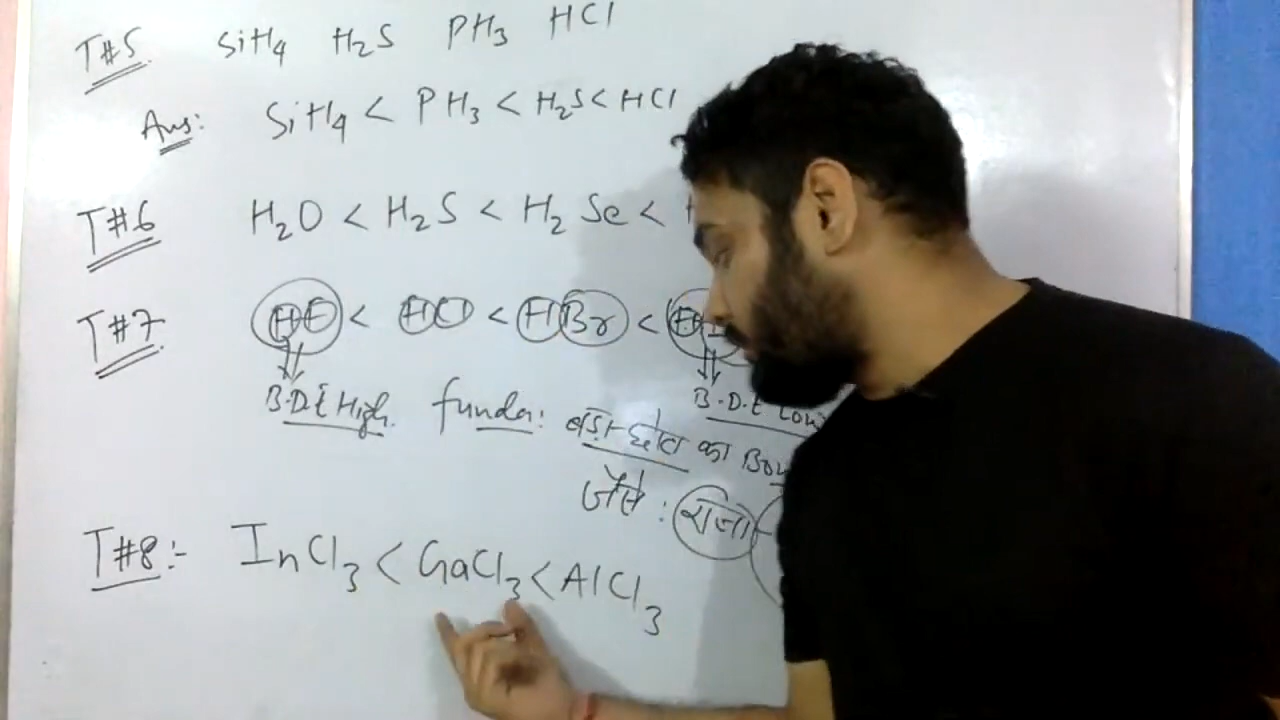 T#5 SiH4 H2S PH3 HCl
Ans: SiH4 < PH3 < H2S < HCl
T#6 H2O < H2S < H2Se <
T#7 HF < HCl < HBr < HI
B.D.E High. B.D.E Low
funda: बड़ा-छोटा का
जैसे: राजा-
T#8:- InCl3 < GaCl3 < AlCl3